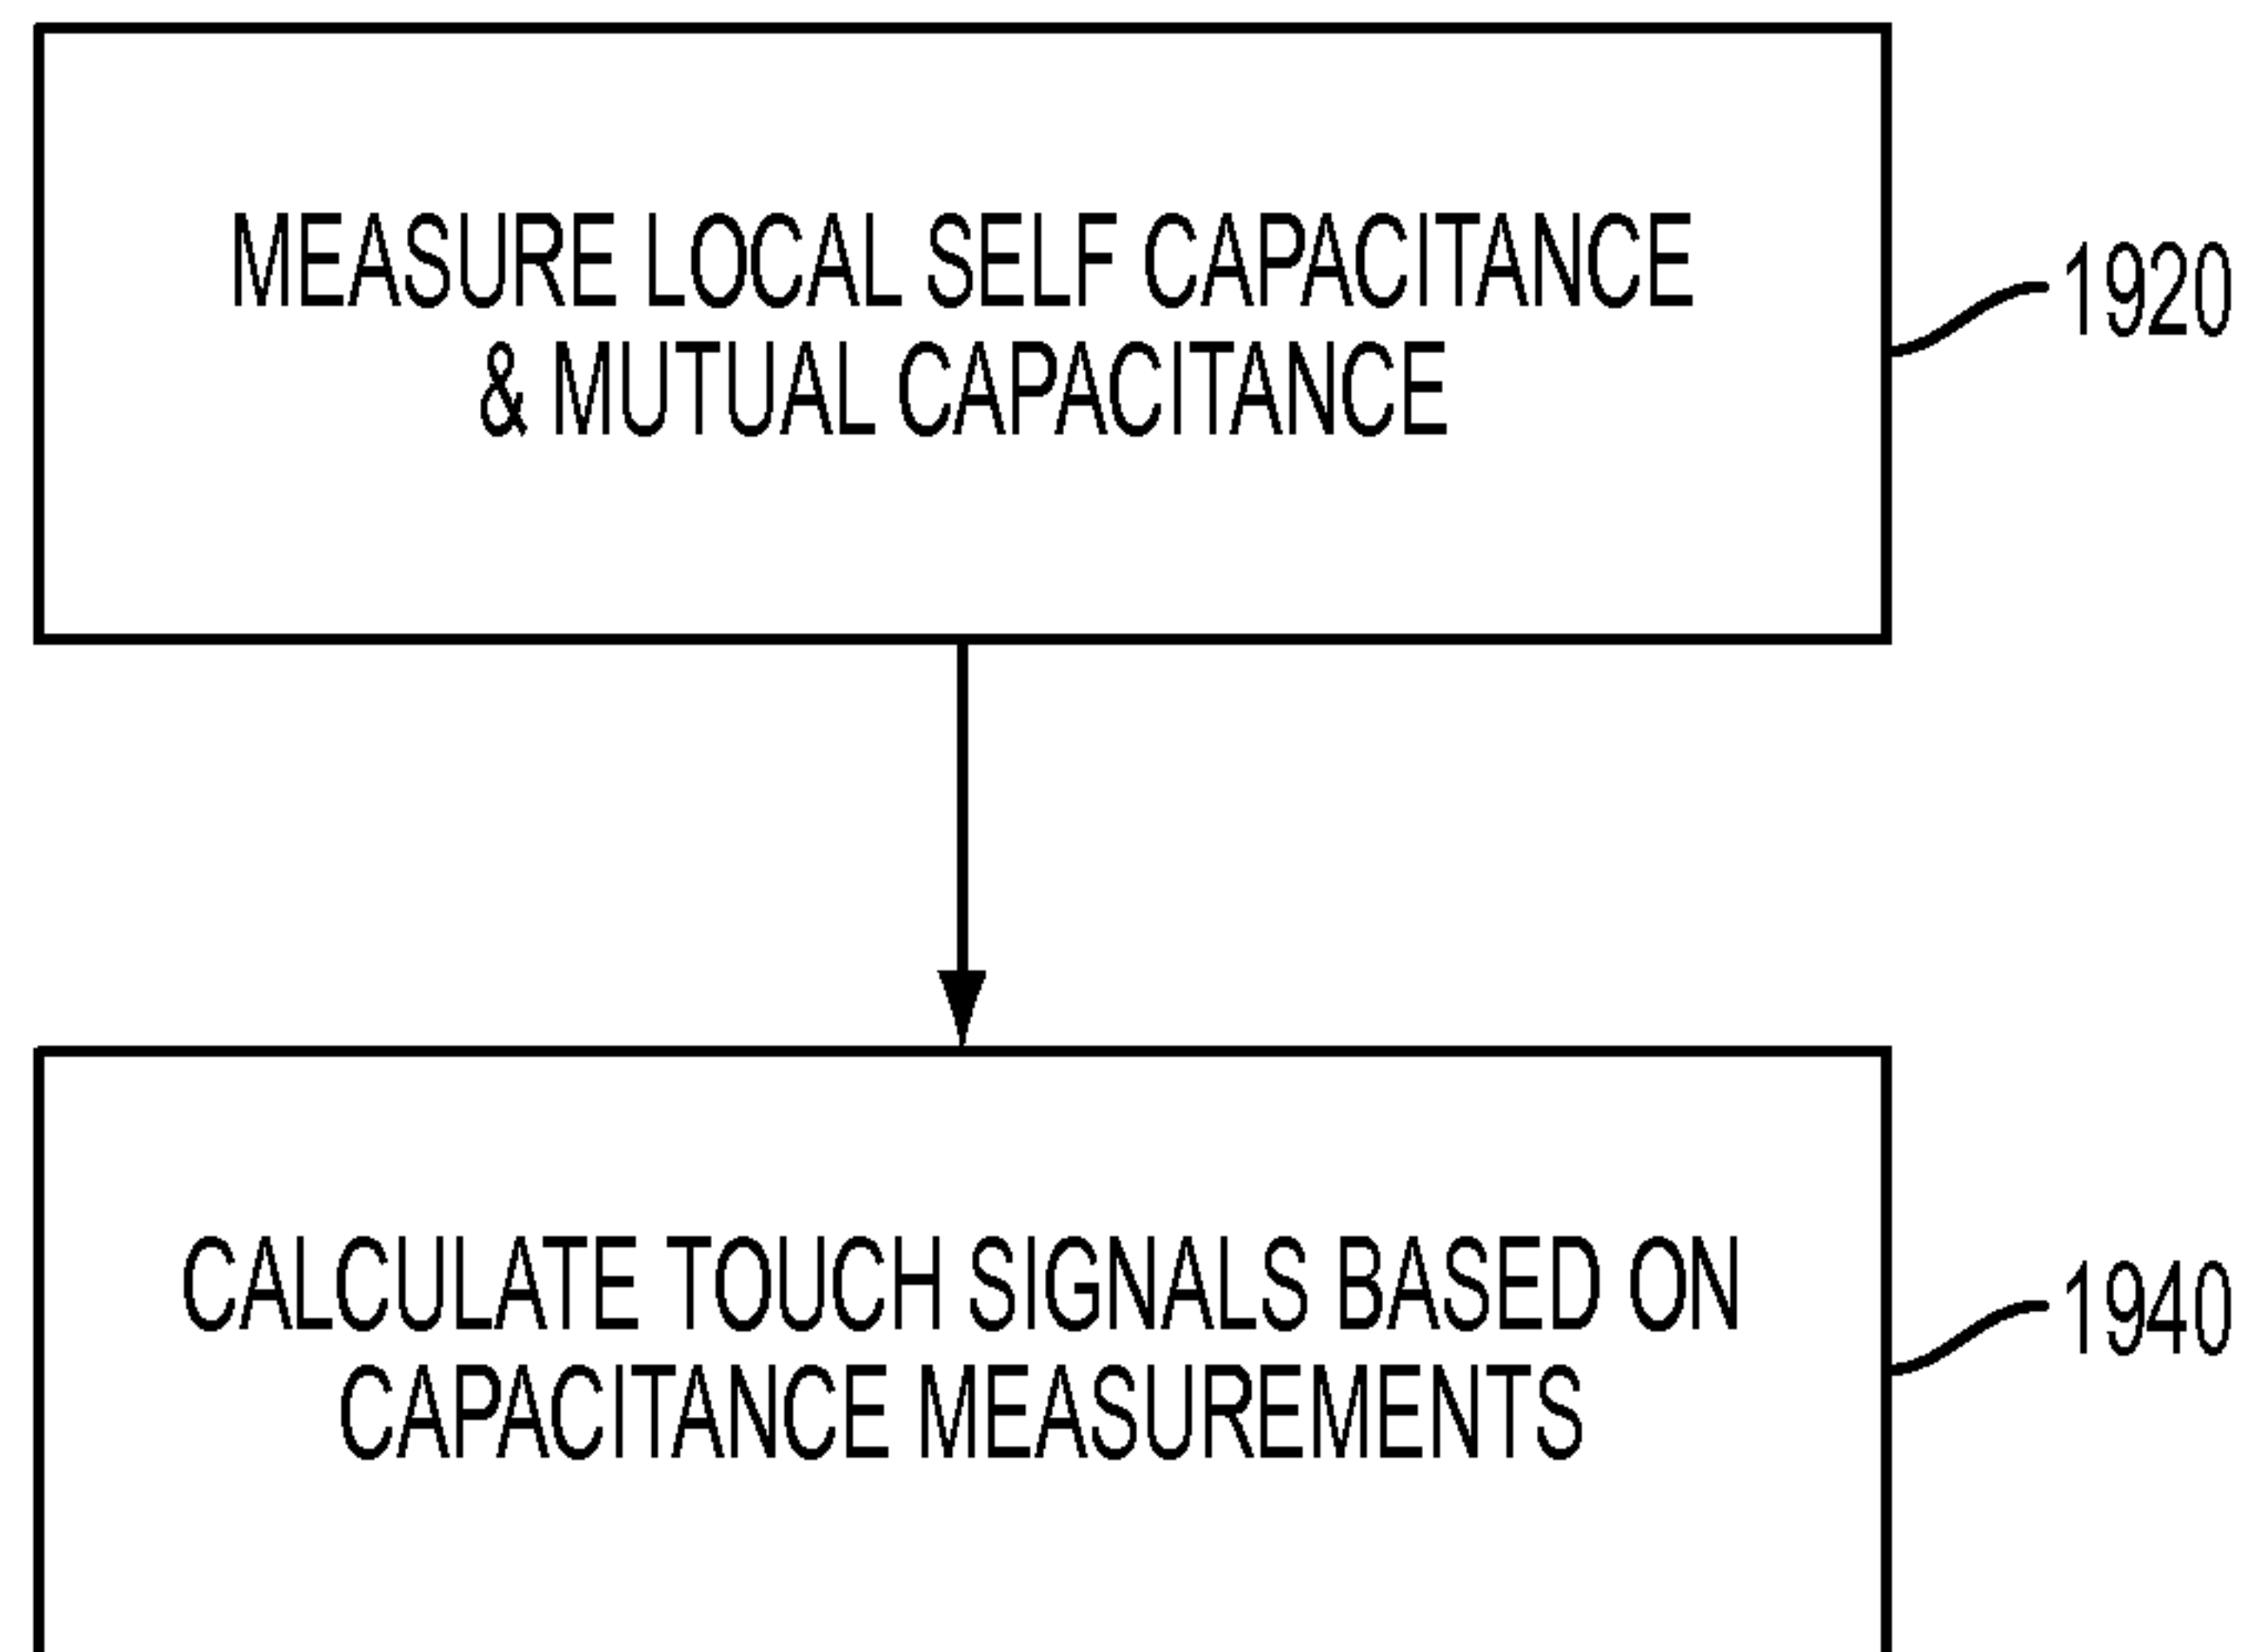 MEASURE LOCAL SELF CAPACITANCE
& MUTUAL CAPACITANCE
1920
CALCULATE TOUCH SIGNALS BASED ON
CAPACITANCE MEASUREMENTS
1940